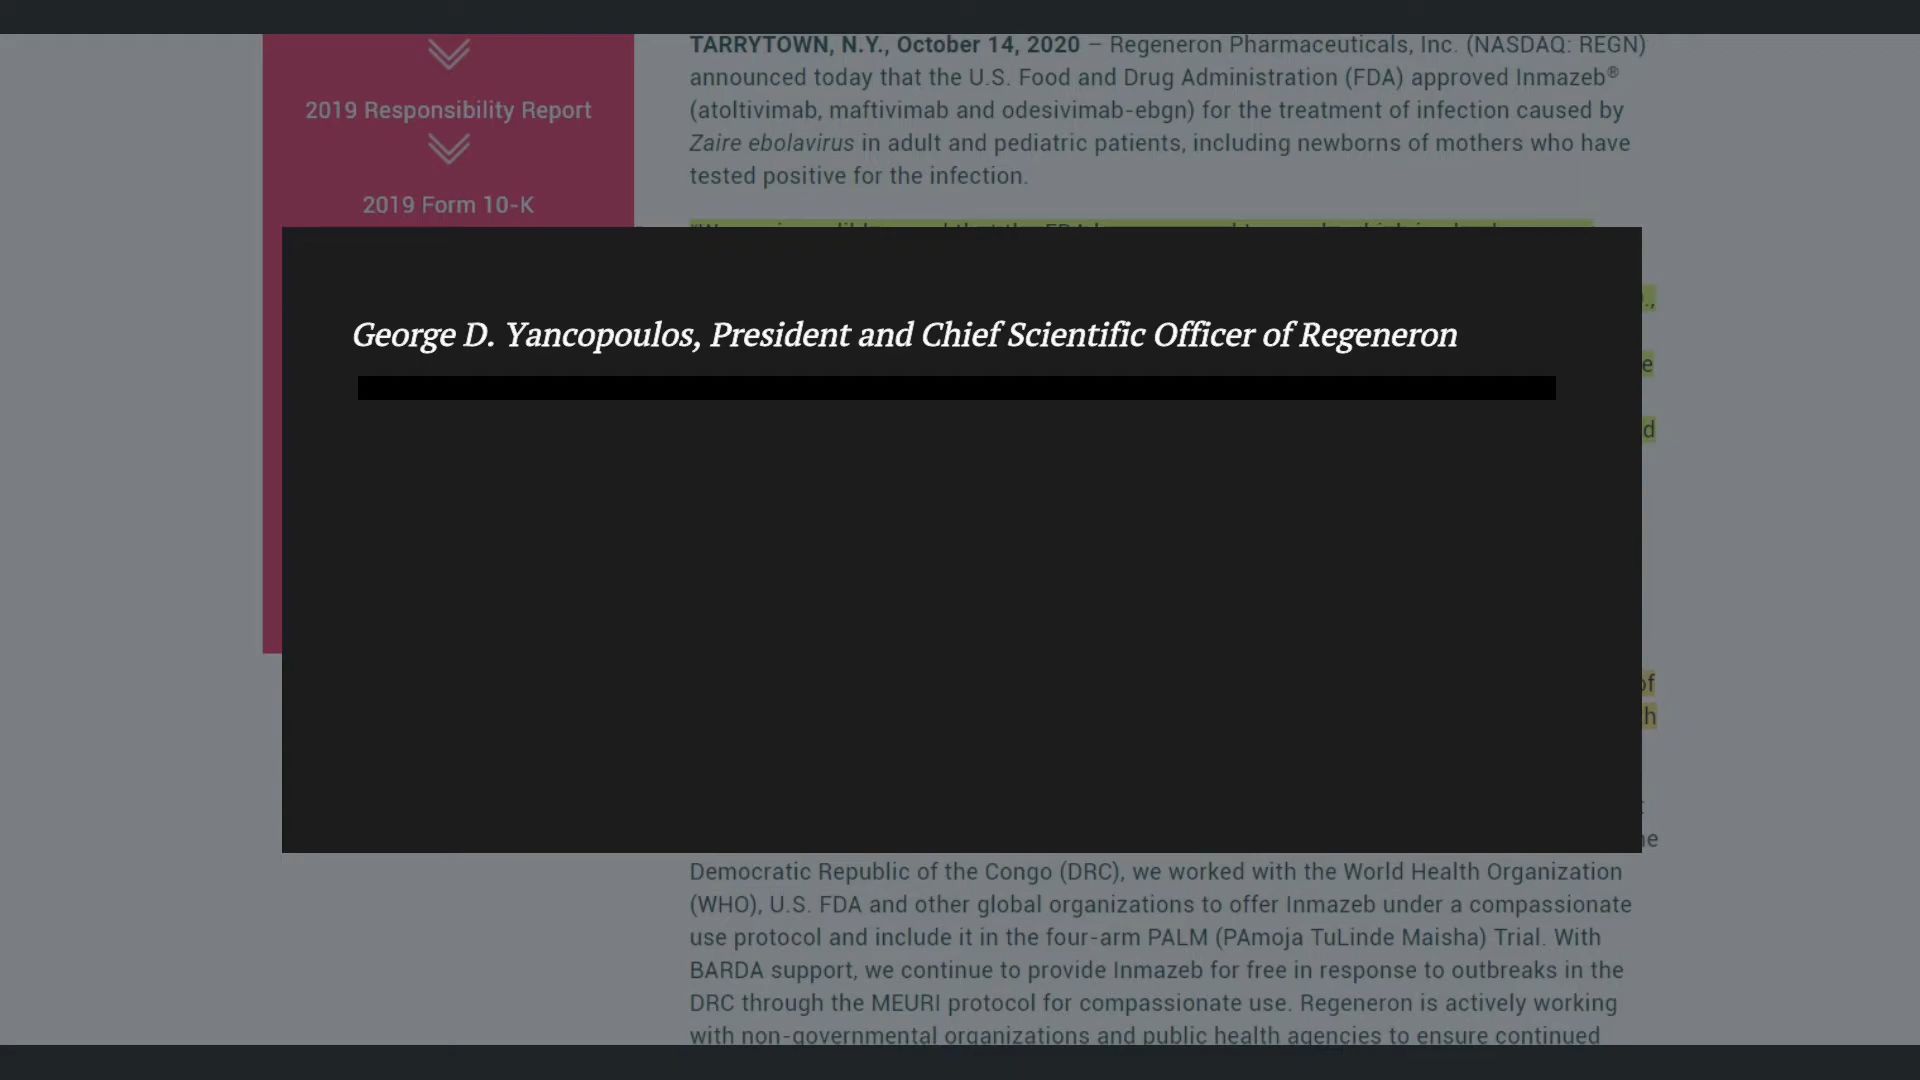 2019 Responsibility Report
2019 Form 10-K
TARRYTOWN, N.Y., October 14, 2020 – Regeneron Pharmaceuticals, Inc. (NASDAQ: REGN)
announced today that the U.S. Food and Drug Administration (FDA) approved Inmazeb®
(atoltivimab, maftivimab and odesivimab-ebgn) for the treatment of infection caused by
Zaire ebolavirus in adult and pediatric patients, including newborns of mothers who have
tested positive for the infection.
George D. Yancopoulos, President and Chief Scientific Officer of Regeneron
Democratic Republic of the Congo (DRC), we worked with the World Health Organization
(WHO), U.S. FDA and other global organizations to offer Inmazeb under a compassionate
use protocol and include it in the four-arm PALM (PAmoja TuLinde Maisha) Trial. With
BARDA support, we continue to provide Inmazeb for free in response to outbreaks in the
DRC through the MEURI protocol for compassionate use. Regeneron is actively working
with non-governmental organizations and public health agencies to ensure continued